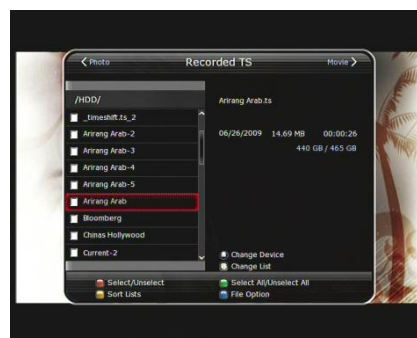 Photo Recorded TS Movie
/HDD/
_timeshift.ts_2
Arirang Arab-2
Arirang Arab-3
Arirang Arab-4
Arirang Arab-5
Arirang Arab
Bloomberg
Chinas Hollywood
Current-2
Arirang Arab.ts
06/26/2009 14.69 MB 00:00:26
440 GB / 465 GB
Change Device
Change List
Select/Unselect Select All/Unselect All
Sort Lists File Option